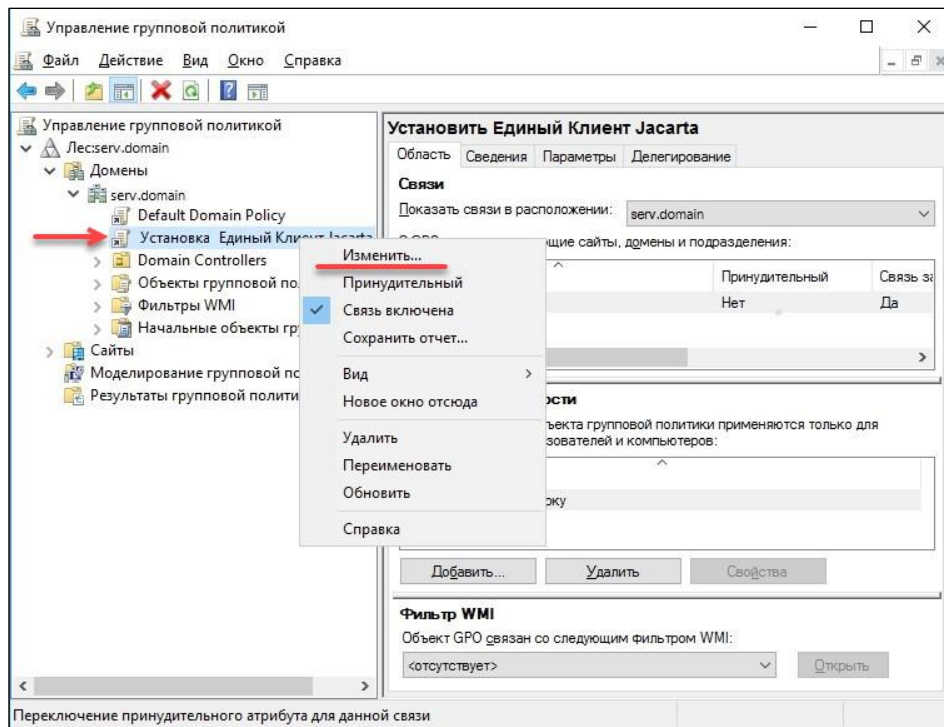 Управление групповой политикой
Файл Действие Вид Окно Справка
Управление групповой политикой
Лес:serv.domain
Домены
serv.domain
Default Domain Policy
Установка Единый Клиент Jacarta
Domain Controllers
Объекты групповой по
Фильтры WMI
Начальные объекты гр
Сайты
Моделирование групповой по
Результаты групповой полити
Изменить...
Принудительный
Связь включена
Сохранить отчет...
Вид
Новое окно отсюда
Удалить
Переименовать
Обновить
Справка
Установить Единый Клиент Jacarta
Область Сведения Параметры Делегирование
Связи
Показать связи в расположении: serv.domain
щие сайты, домены и подразделения:
Принудительный Связь за
Нет Да
ости
ъекта групповой политики применяются только для
зователей и компьютеров:
рку
Добавить... Удалить Свойства
Фильтр WMI
Объект GPO связан со следующим фильтром WMI:
<отсутствует> Открыть
Переключение принудительного атрибута для данной связи